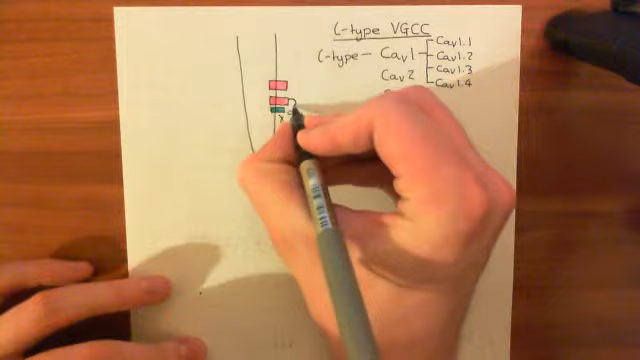 L-type VGCC
L-type — Cav1
Cav1.1
Cav1.2
Cav1.3
Cav1.4
Cav2